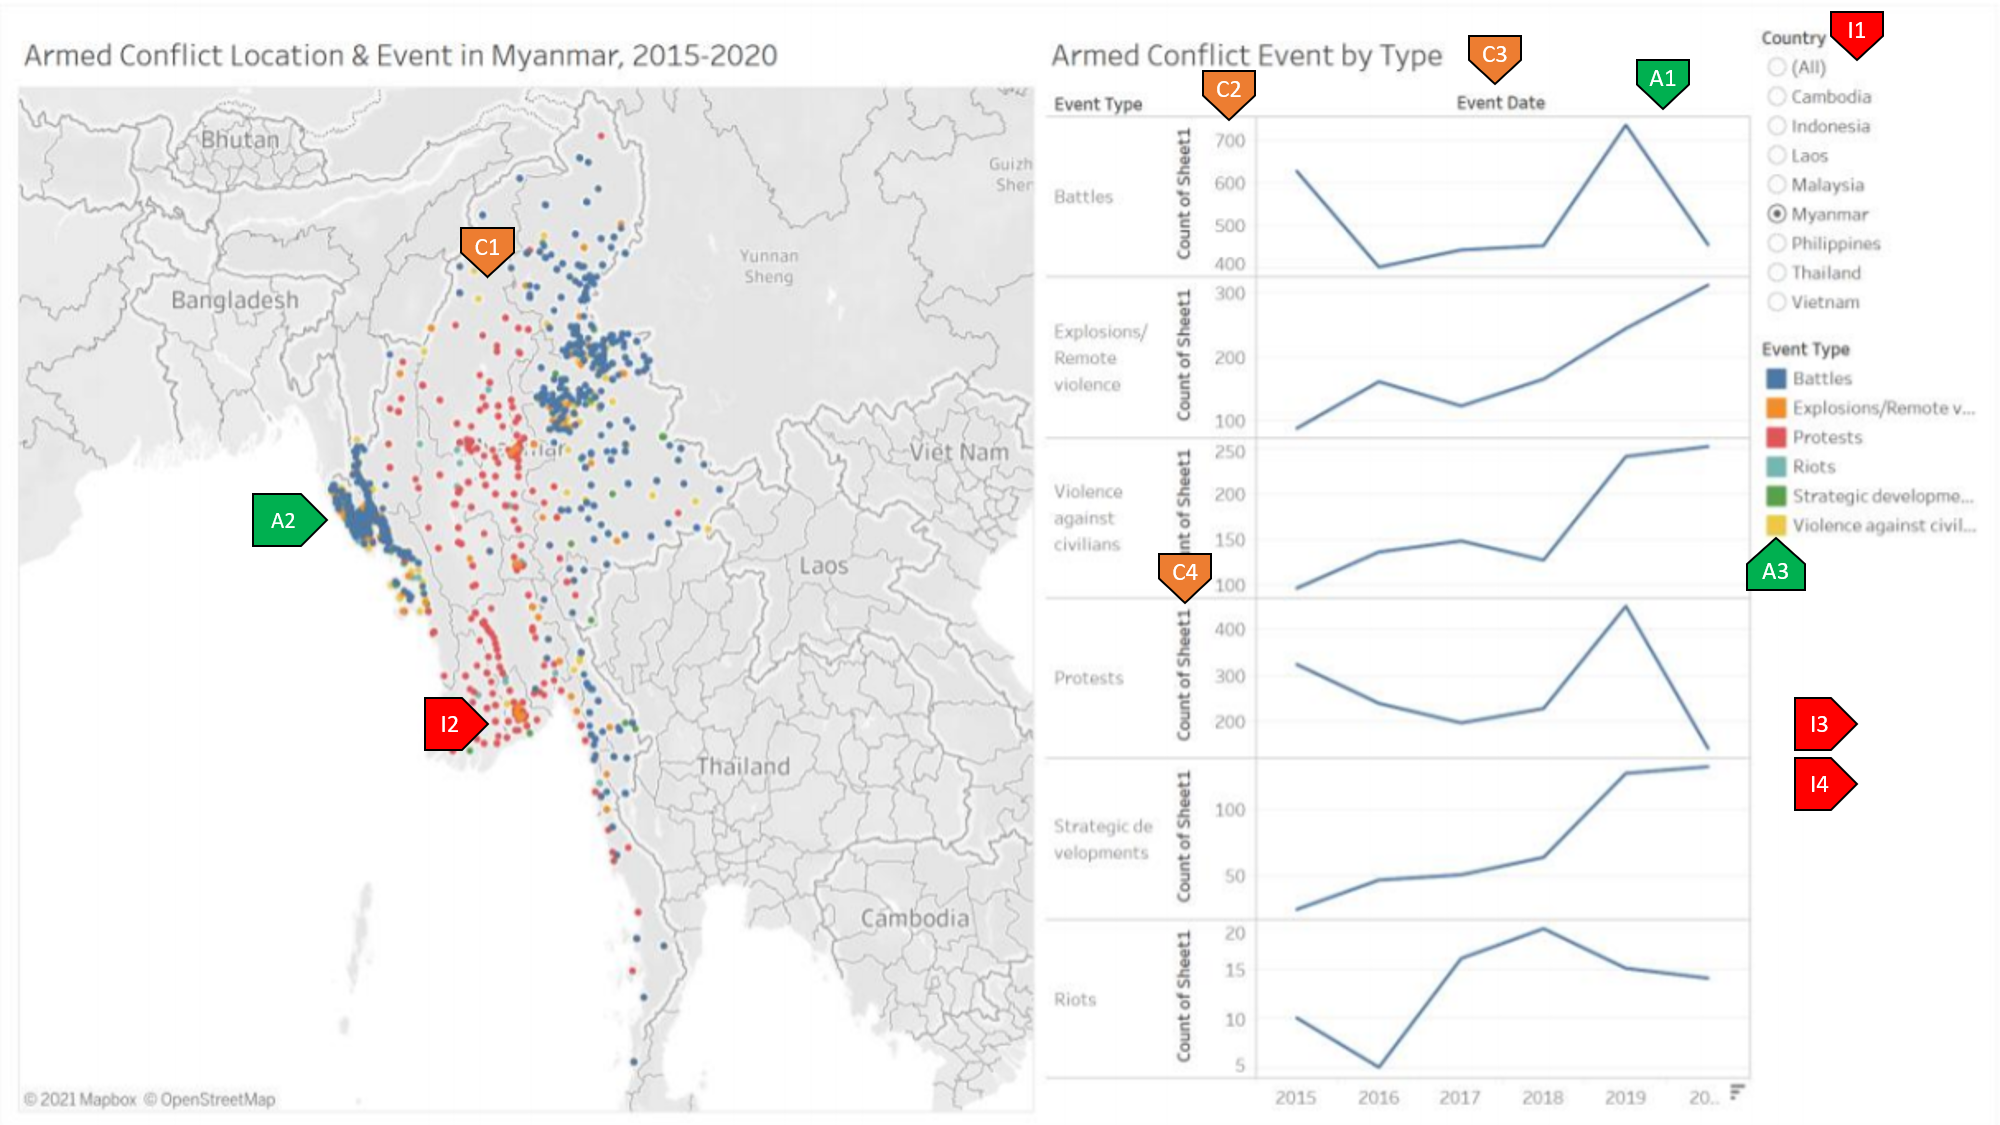 Armed Conflict Location & Event in Myanmar, 2015-2020
Bhutan
Guizh
Sher
Yunnan
Sheng
Bangladesh
C1
Viet Nam
A2
Laos
I2
Thailand
Cambodia
© 2021 Mapbox © OpenStreetMap
Armed Conflict Event by Type
C2
C3
A1
Event Type
Event Date
Battles
Count of Sheet1
700
600
500
400
Explosions/
Remote
violence
Count of Sheet1
300
200
100
Violence
against
civilians
nt of Sheet1
250
200
150
100
C4
Protests
Count of Sheet1
400
300
200
Strategic de
velopments
Count of Sheet1
100
50
Riots
Count of Sheet1
20
15
10
5
2015 2016 2017 2018 2019 20..
Country
I1
(All)
Cambodia
Indonesia
Laos
Malaysia
Myanmar
Philippines
Thailand
Vietnam
Event Type
Battles
Explosions/Remote v...
Protests
Riots
Strategic developme...
Violence against civil...
A3
I3
I4